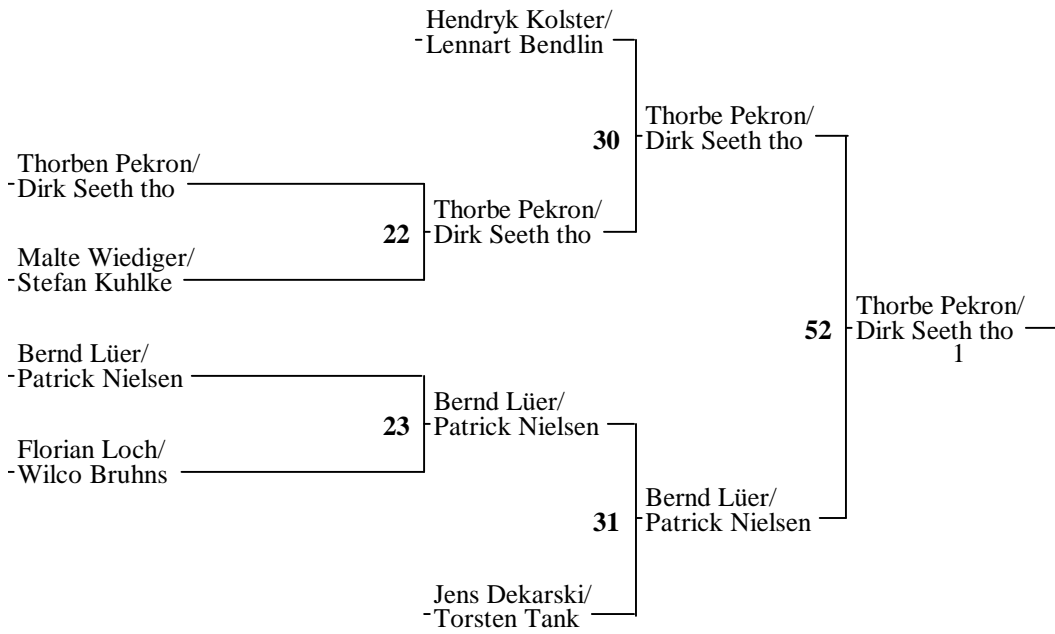 Hendryk Kolster/
Lennart Bendlin
30
Thorbe Pekron/
Dirk Seeth tho
Thorben Pekron/
Dirk Seeth tho
22
Thorbe Pekron/
Dirk Seeth tho
Malte Wiediger/
Stefan Kuhlke
52
Thorbe Pekron/
Dirk Seeth tho
1
Bernd Lüer/
Patrick Nielsen
23
Bernd Lüer/
Patrick Nielsen
Florian Loch/
Wilco Bruhns
31
Bernd Lüer/
Patrick Nielsen
Jens Dekarski/
Torsten Tank